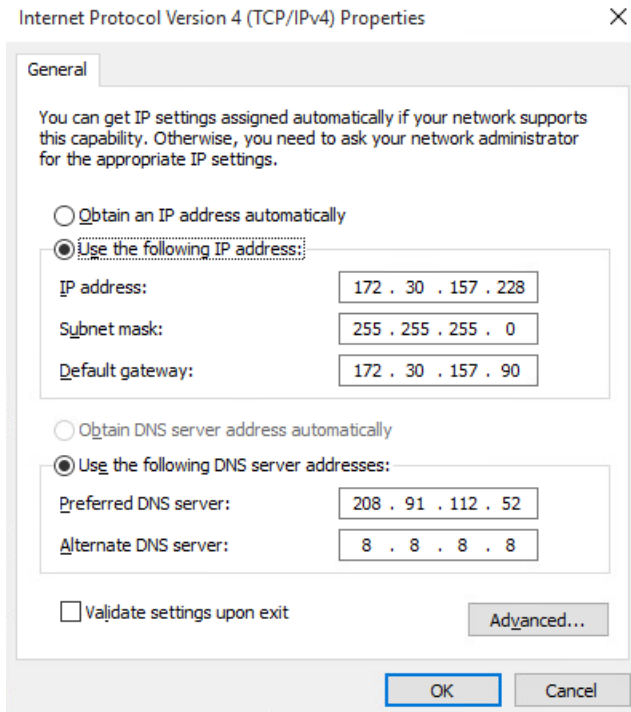 Internet Protocol Version 4 (TCP/IPv4) Properties
General
You can get IP settings assigned automatically if your network supports
this capability. Otherwise, you need to ask your network administrator
for the appropriate IP settings.
Obtain an IP address automatically
Use the following IP address:
IP address: 172 . 30 . 157 . 228
Subnet mask: 255 . 255 . 255 . 0
Default gateway: 172 . 30 . 157 . 90
Obtain DNS server address automatically
Use the following DNS server addresses:
Preferred DNS server: 208 . 91 . 112 . 52
Alternate DNS server: 8 . 8 . 8 . 8
Validate settings upon exit
Advanced...
OK Cancel